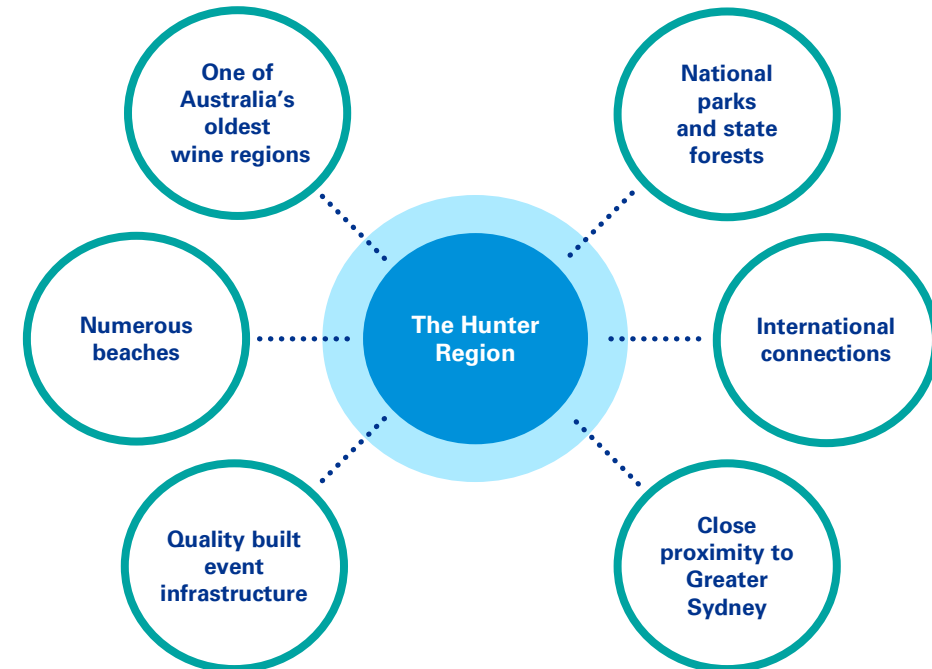 One of
Australia's
oldest
wine regions
National
parks
and state
forests
Numerous
beaches
The Hunter
Region
International
connections
Quality built
event
infrastructure
Close
proximity to
Greater
Sydney